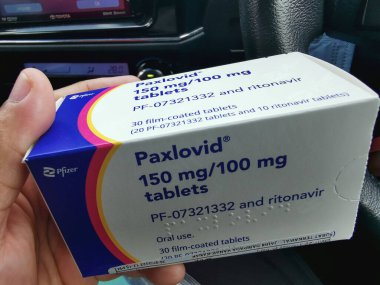 Pfizer
Paxlovid®
150 mg/100 mg
tablets
PF-07321332 and ritonavir
30 film-coated tablets
(20 PF-07321332 and 10 ritonavir tablets)
Pfizer
Paxlovid®
150 mg/100 mg
tablets
PF-07321332 and ritonavir
Oral use.
30 film-coated tablets